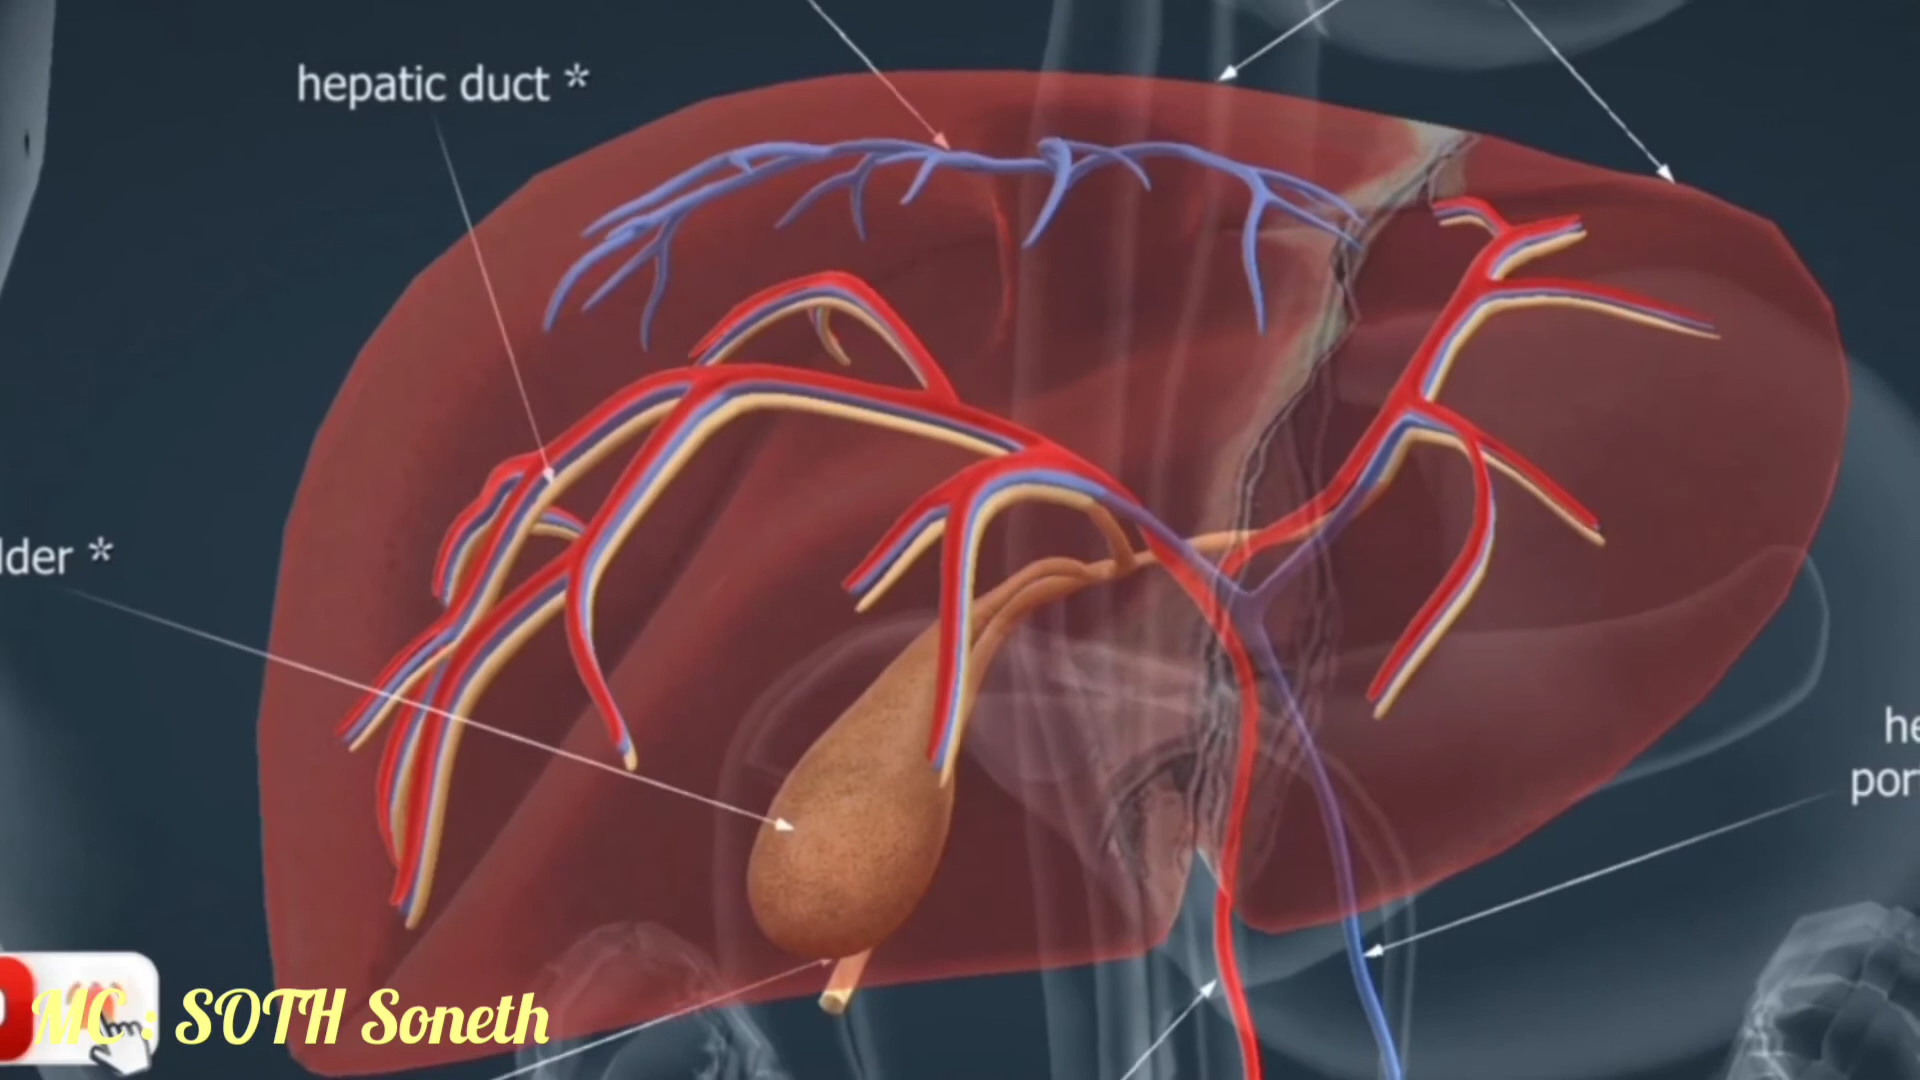 hepatic duct *
lder *
he
por
MC : SOTH Soneth